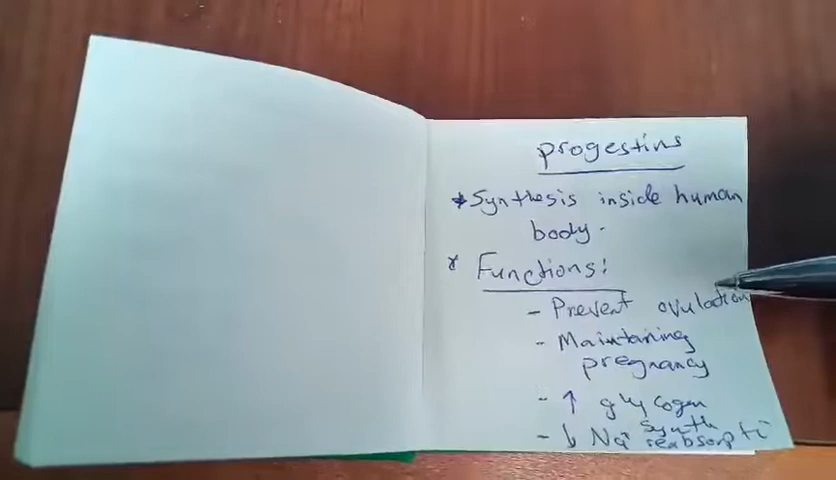 progestins
* Synthesis inside human
body.
* Functions:
- Prevent ovulation
- Maintaining
pregnancy
- ↑ glycogen
synth
- ↓ Na⁺ reabsorpti